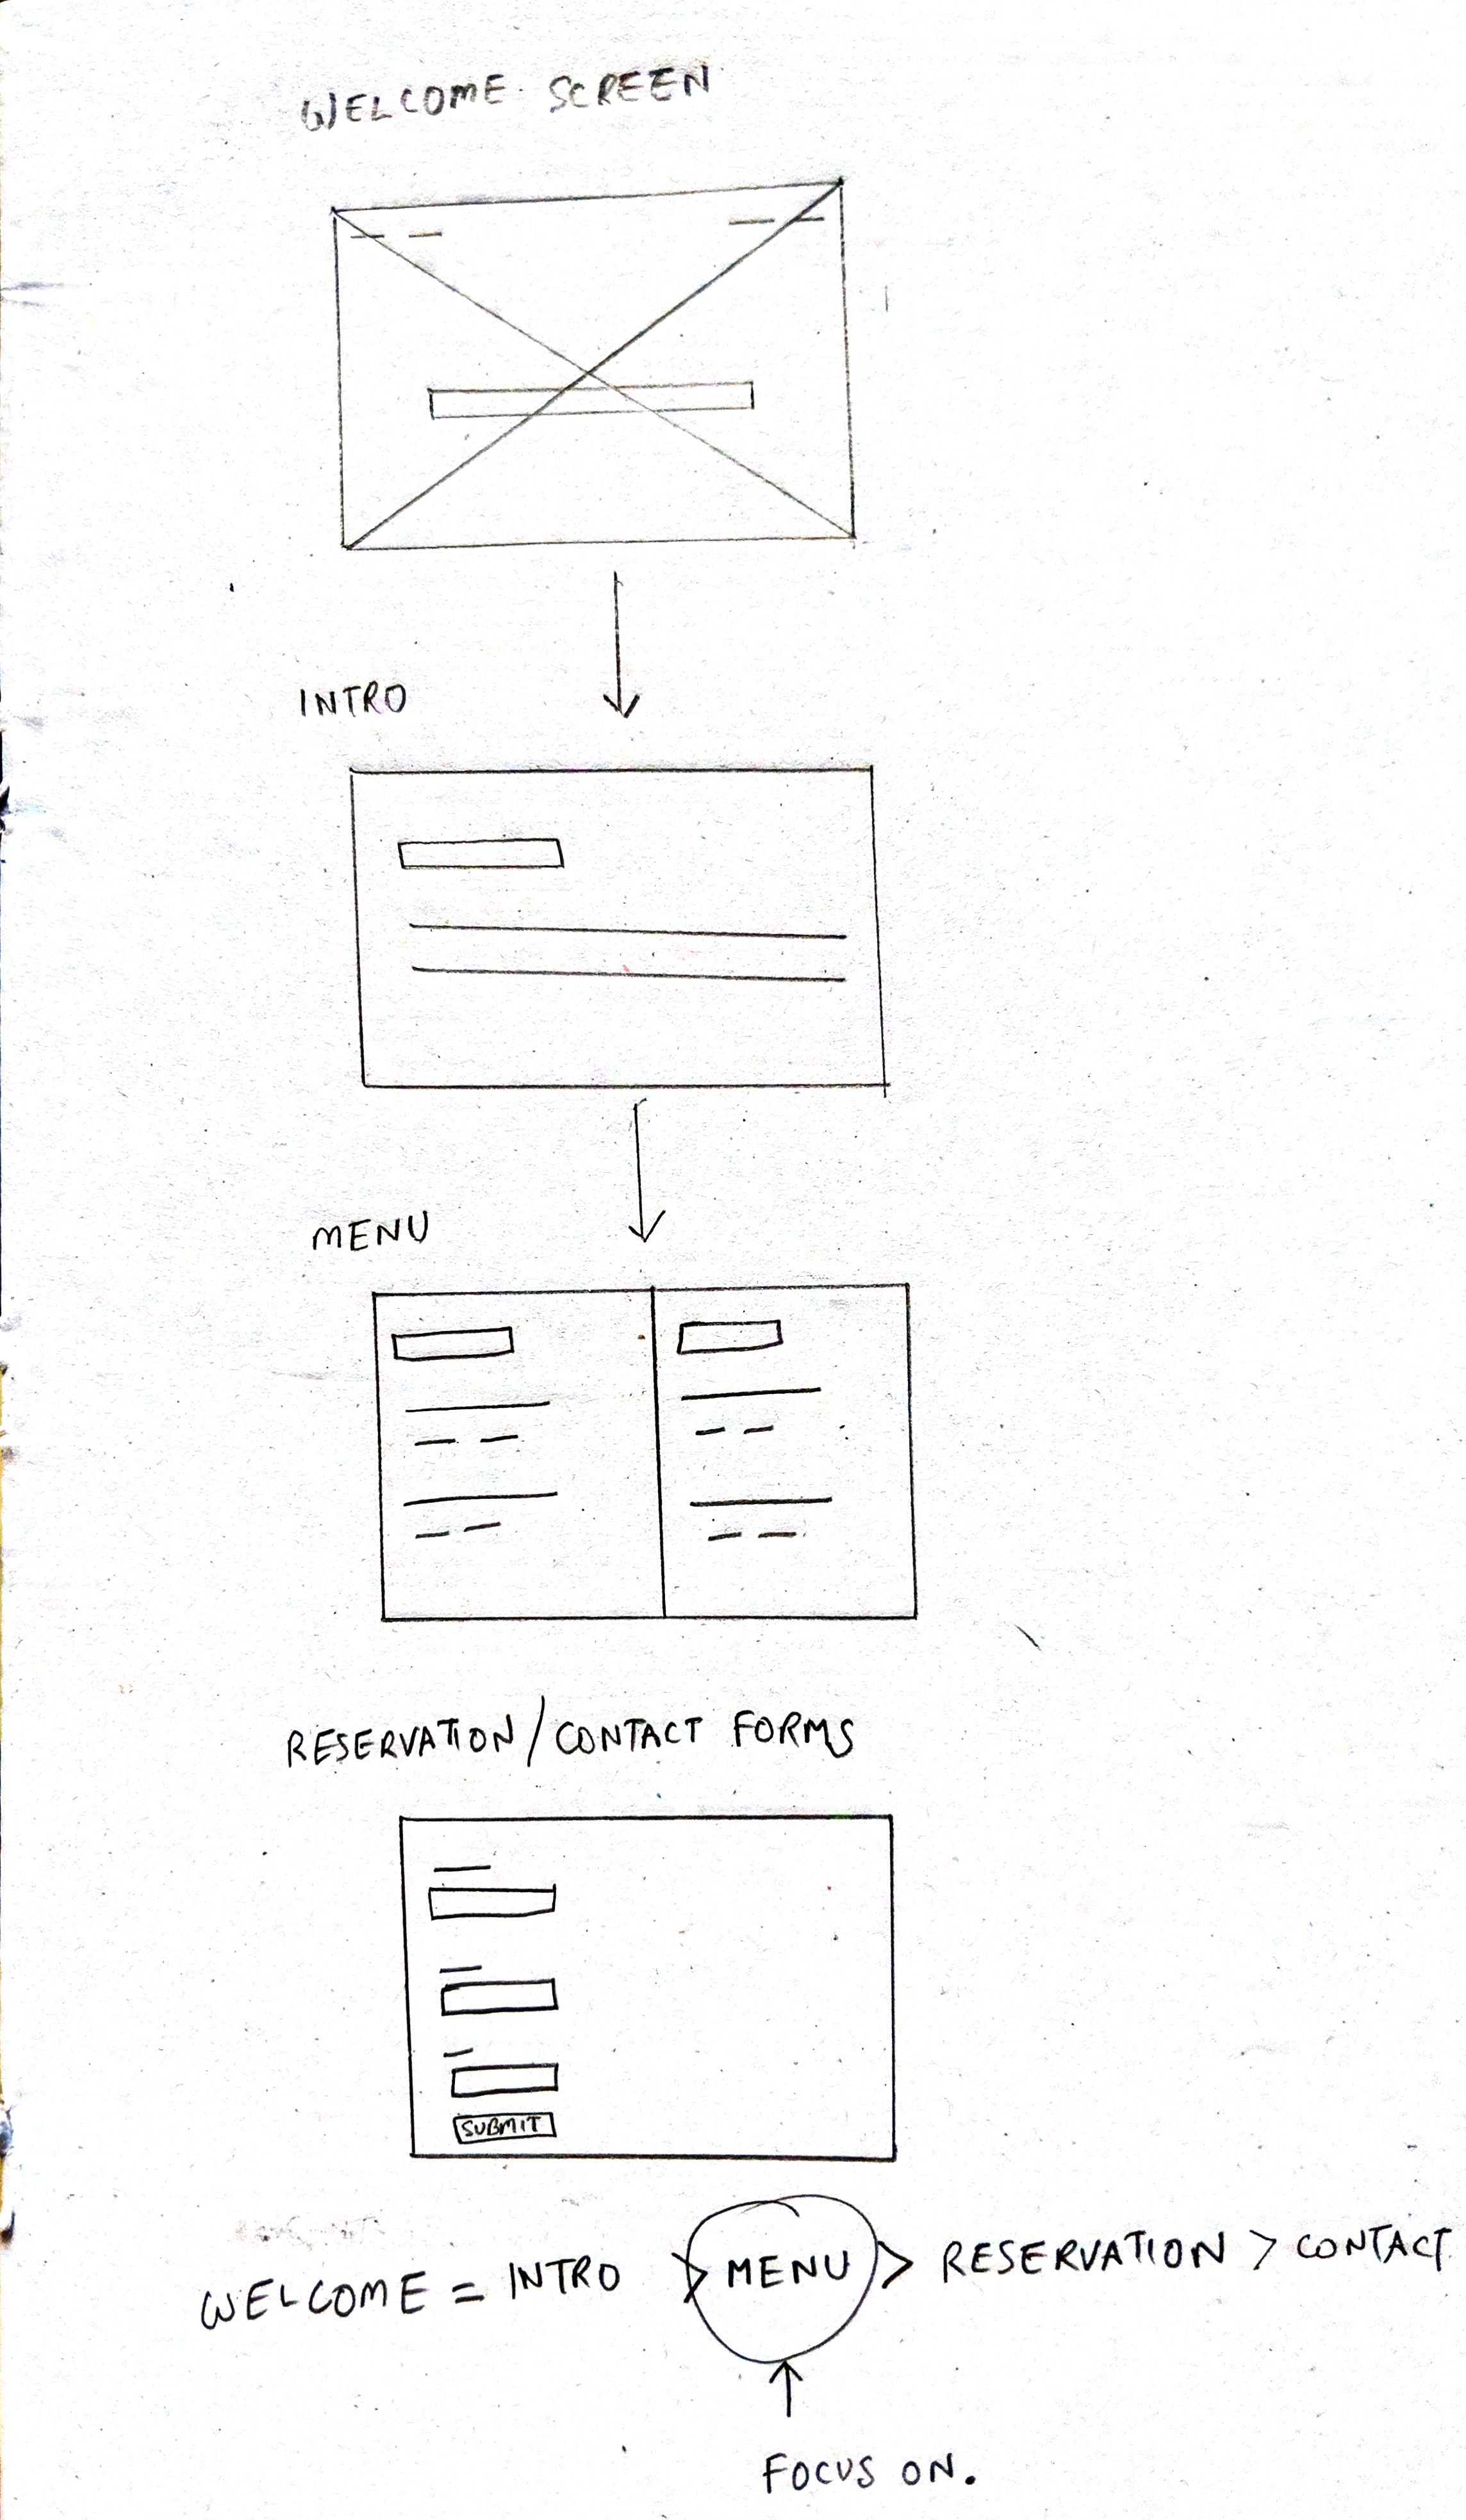 WELCOME SCREEN
INTRO
MENU
RESERVATION/CONTACT FORMS
SUBMIT
WELCOME = INTRO > MENU > RESERVATION > CONTACT
FOCUS ON.